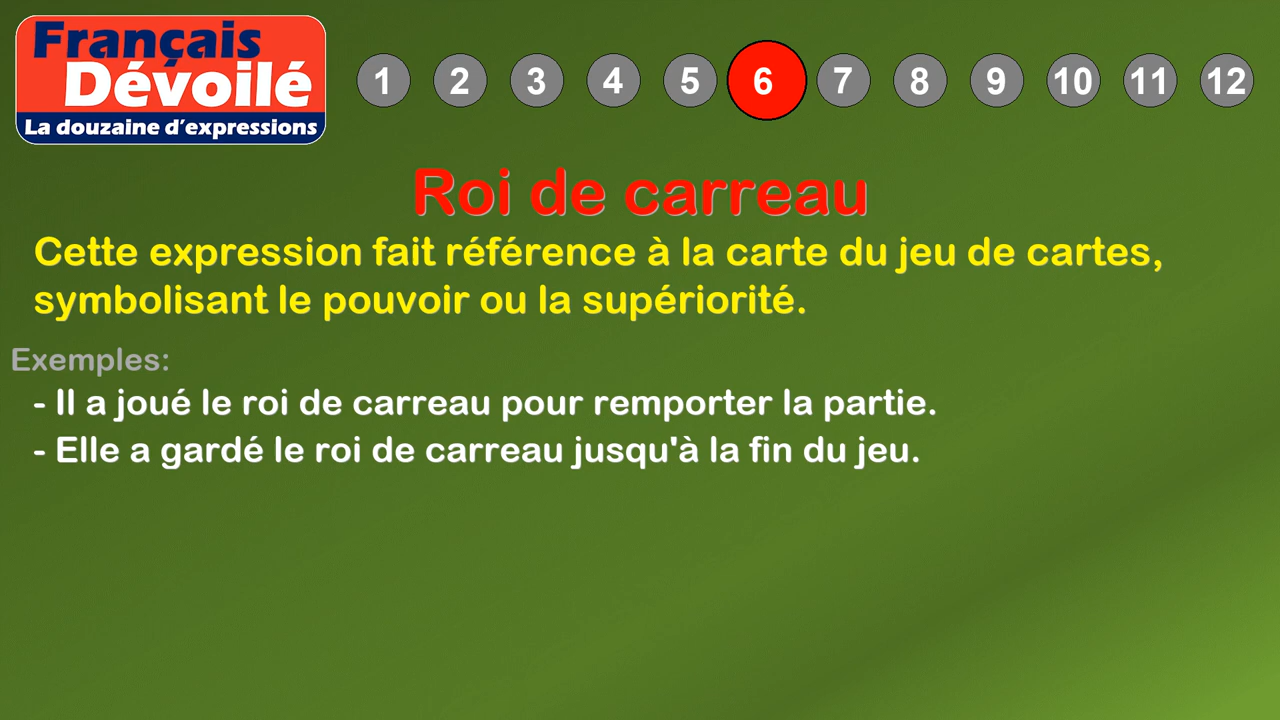 Français
Dévoilé
La douzaine d'expressions
1 2 3 4 5 6 7 8 9 10 11 12
Roi de carreau
Cette expression fait référence à la carte du jeu de cartes,
symbolisant le pouvoir ou la supériorité.
Exemples:
- Il a joué le roi de carreau pour remporter la partie.
- Elle a gardé le roi de carreau jusqu'à la fin du jeu.